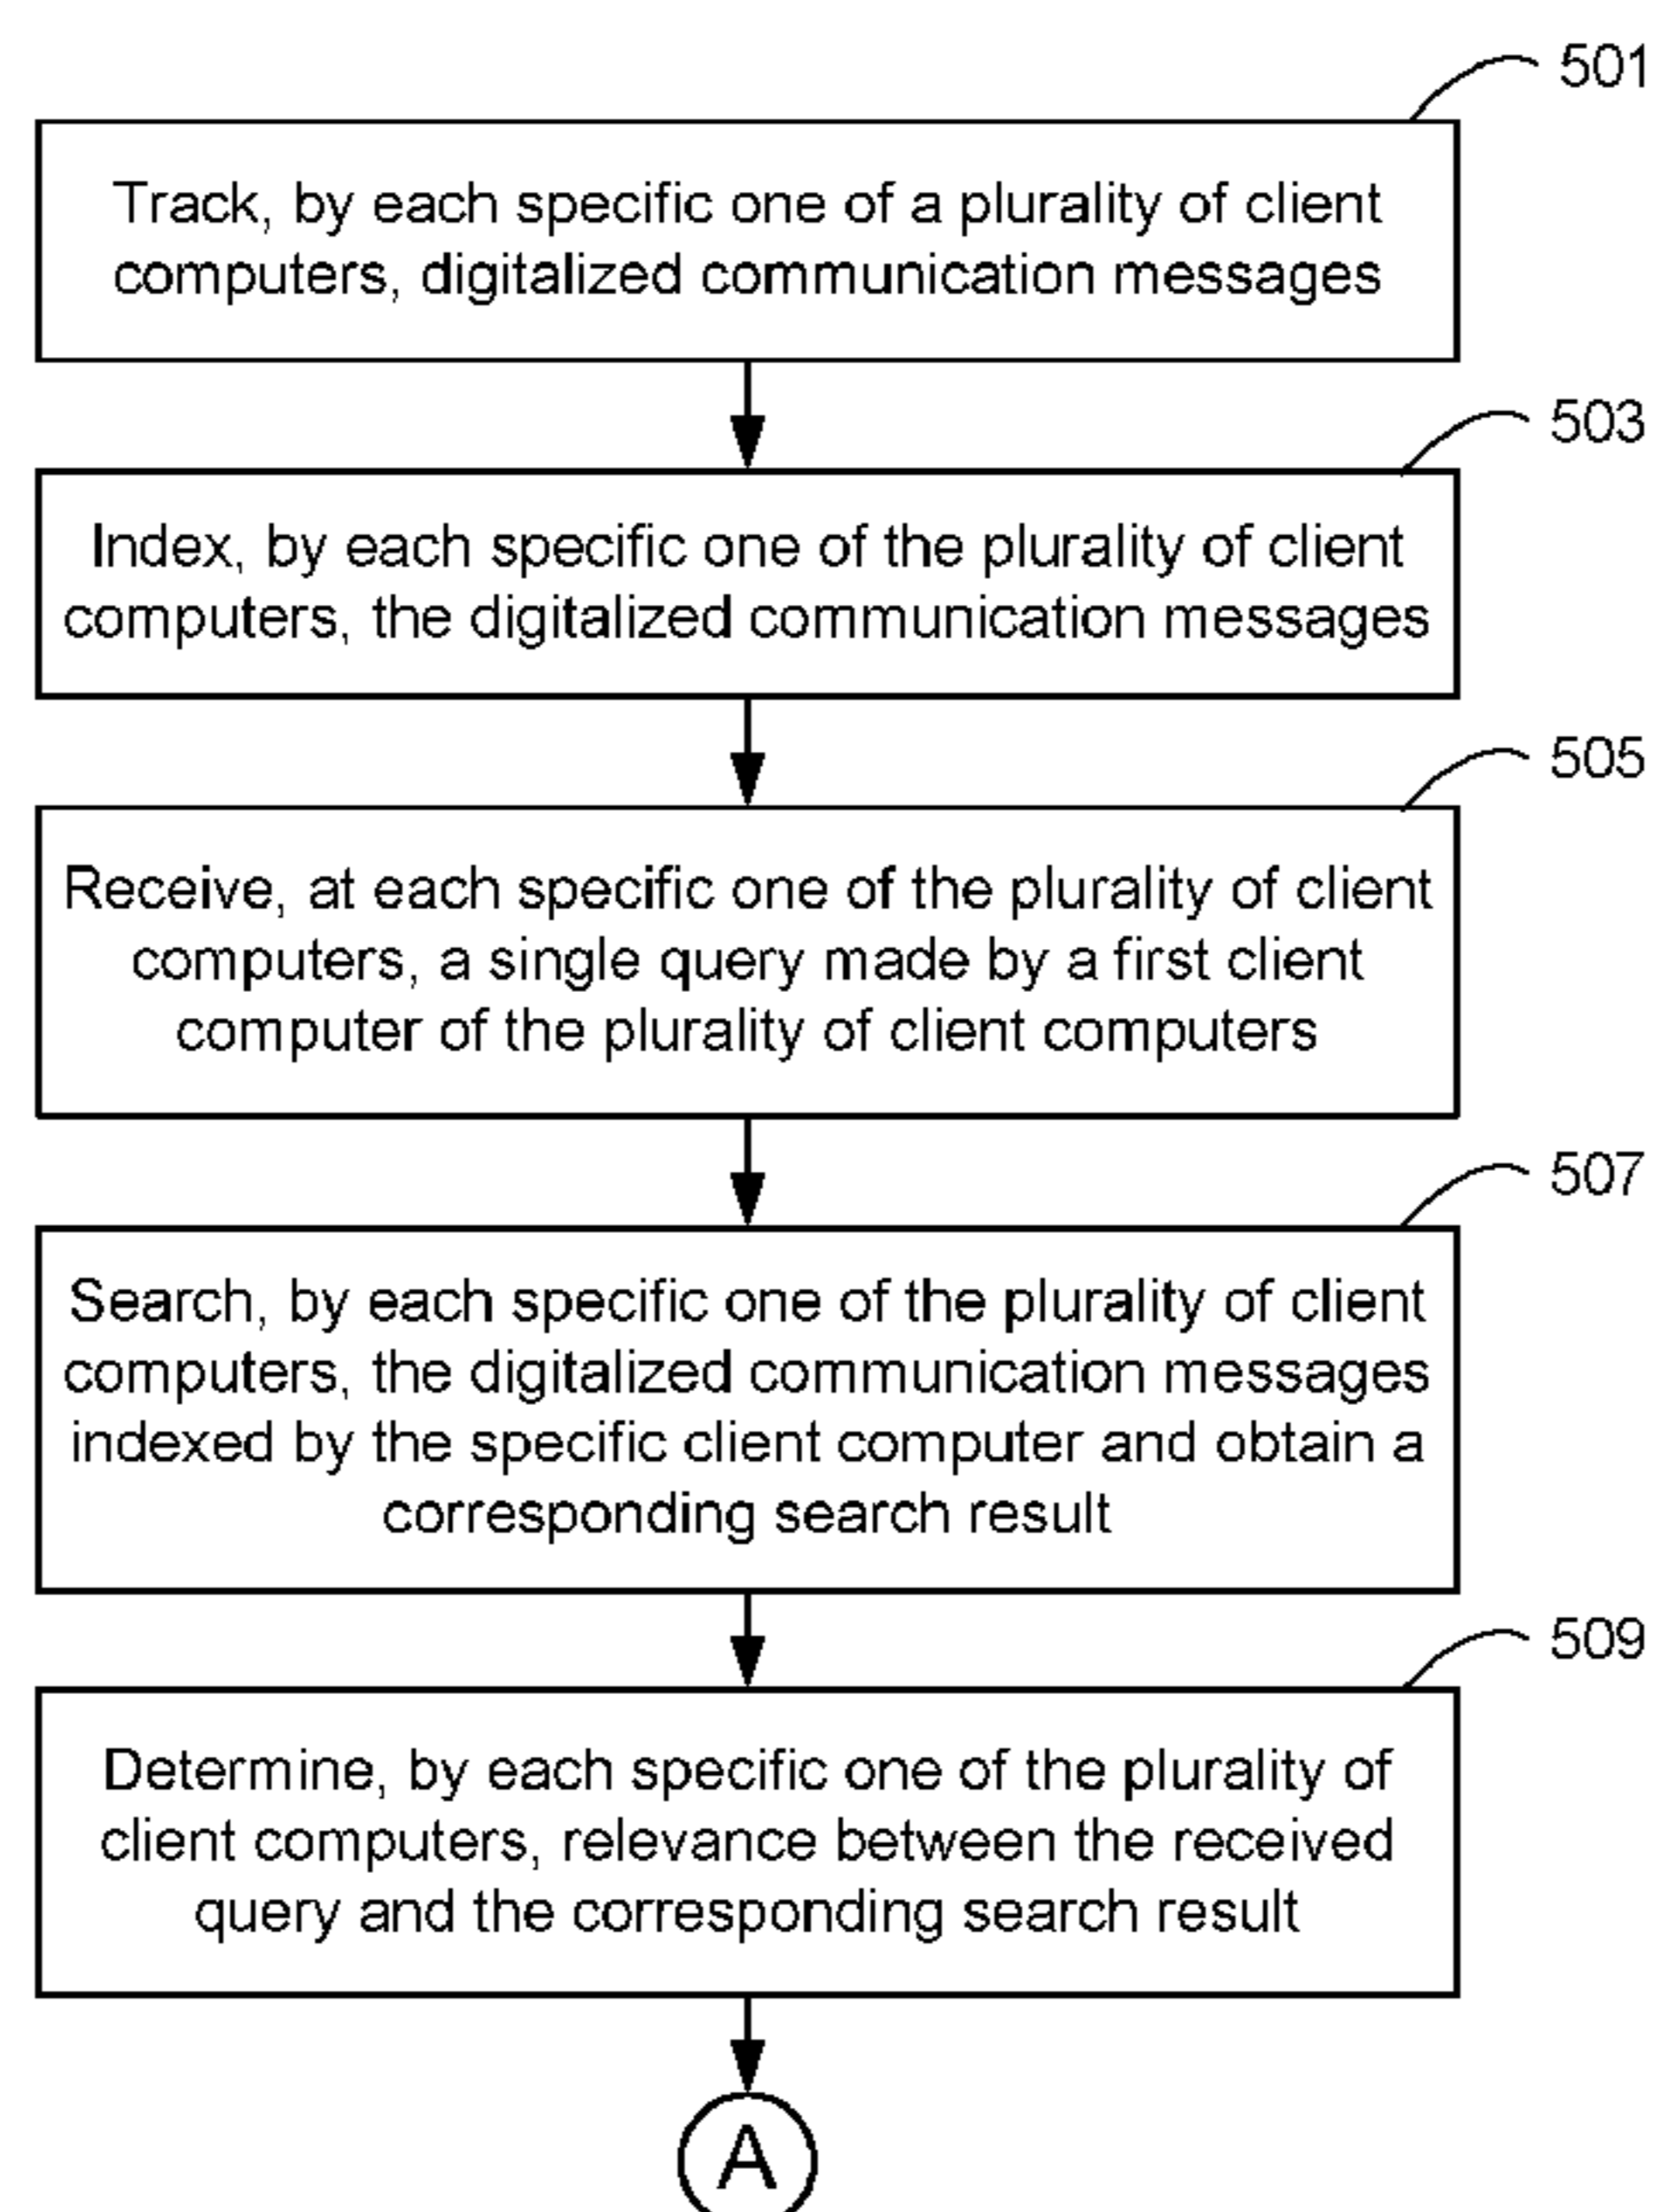 501
Track, by each specific one of a plurality of client
computers, digitalized communication messages
503
Index, by each specific one of the plurality of client
computers, the digitalized communication messages
505
Receive, at each specific one of the plurality of client
computers, a single query made by a first client
computer of the plurality of client computers
507
Search, by each specific one of the plurality of client
computers, the digitalized communication messages
indexed by the specific client computer and obtain a
corresponding search result
509
Determine, by each specific one of the plurality of
client computers, relevance between the received
query and the corresponding search result
A